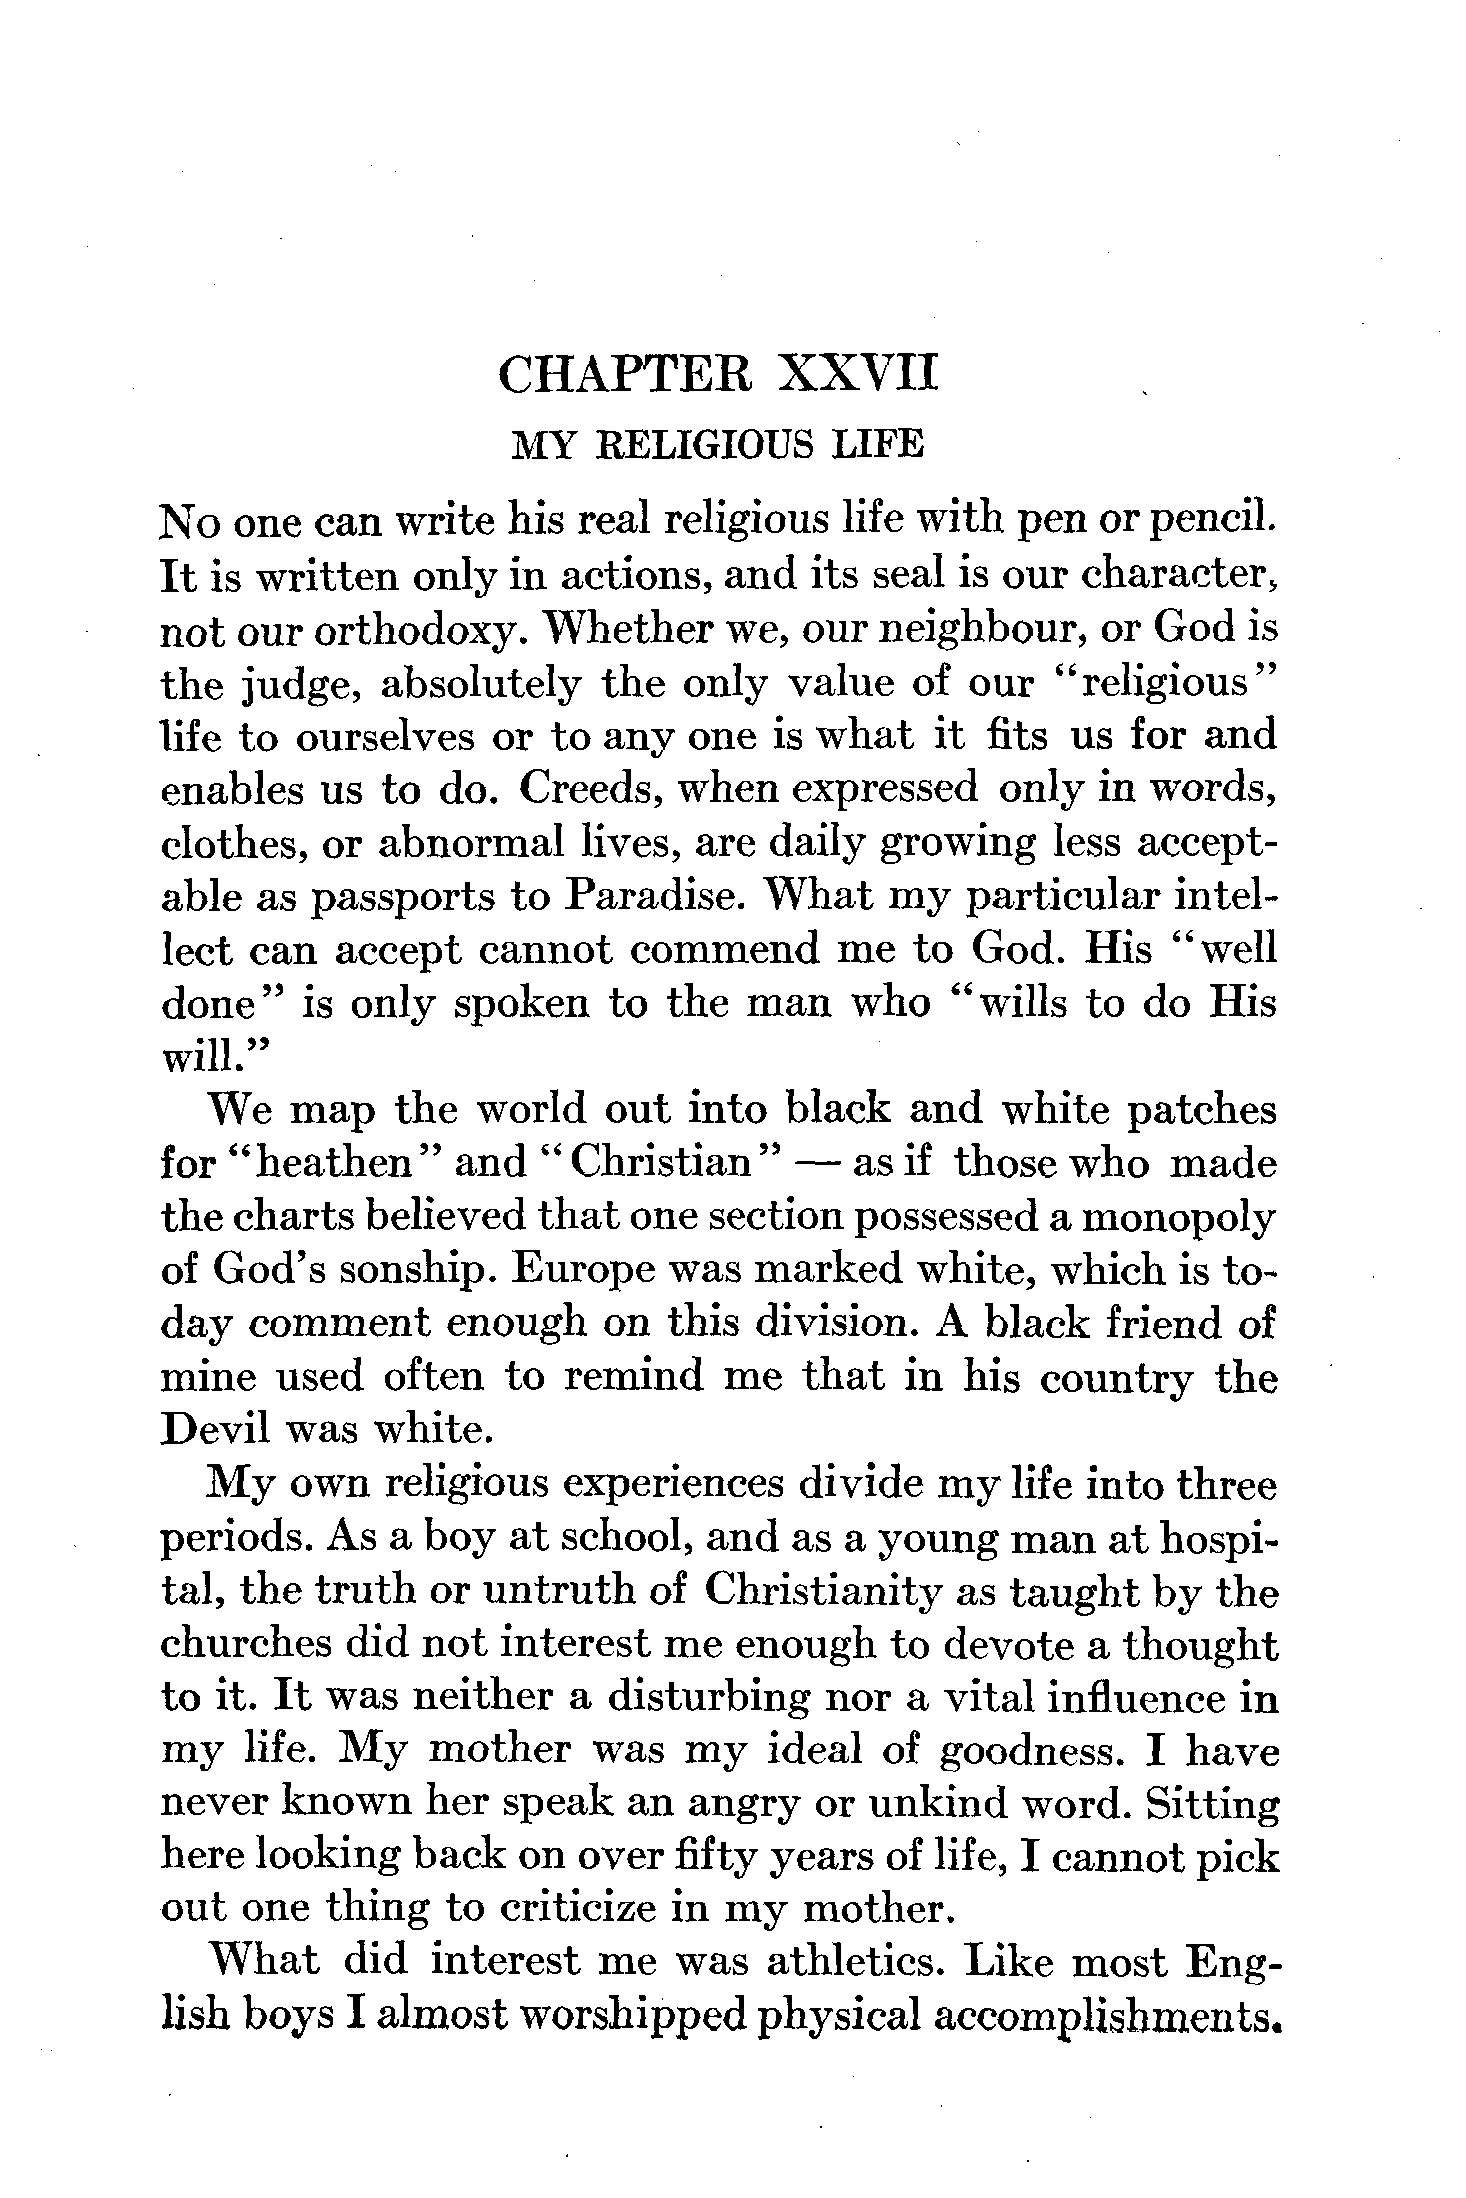 CHAPTER XXVII
MY RELIGIOUS LIFE
No one can write his real religious life with pen or pencil.
It is written only in actions, and its seal is our character,
not our orthodoxy. Whether we, our neighbour, or God is
the judge, absolutely the only value of our “religious”
life to ourselves or to any one is what it fits us for and
enables us to do. Creeds, when expressed only in words,
clothes, or abnormal lives, are daily growing less accept-
able as passports to Paradise. What my particular intel-
lect can accept cannot commend me to God. His “well
done” is only spoken to the man who “wills to do His
will.”
We map the world out into black and white patches
for “heathen” and “Christian” — as if those who made
the charts believed that one section possessed a monopoly
of God’s sonship. Europe was marked white, which is to-
day comment enough on this division. A black friend of
mine used often to remind me that in his country the
Devil was white.
My own religious experiences divide my life into three
periods. As a boy at school, and as a young man at hospi-
tal, the truth or untruth of Christianity as taught by the
churches did not interest me enough to devote a thought
to it. It was neither a disturbing nor a vital influence in
my life. My mother was my ideal of goodness. I have
never known her speak an angry or unkind word. Sitting
here looking back on over fifty years of life, I cannot pick
out one thing to criticize in my mother.
What did interest me was athletics. Like most Eng-
lish boys I almost worshipped physical accomplishments.